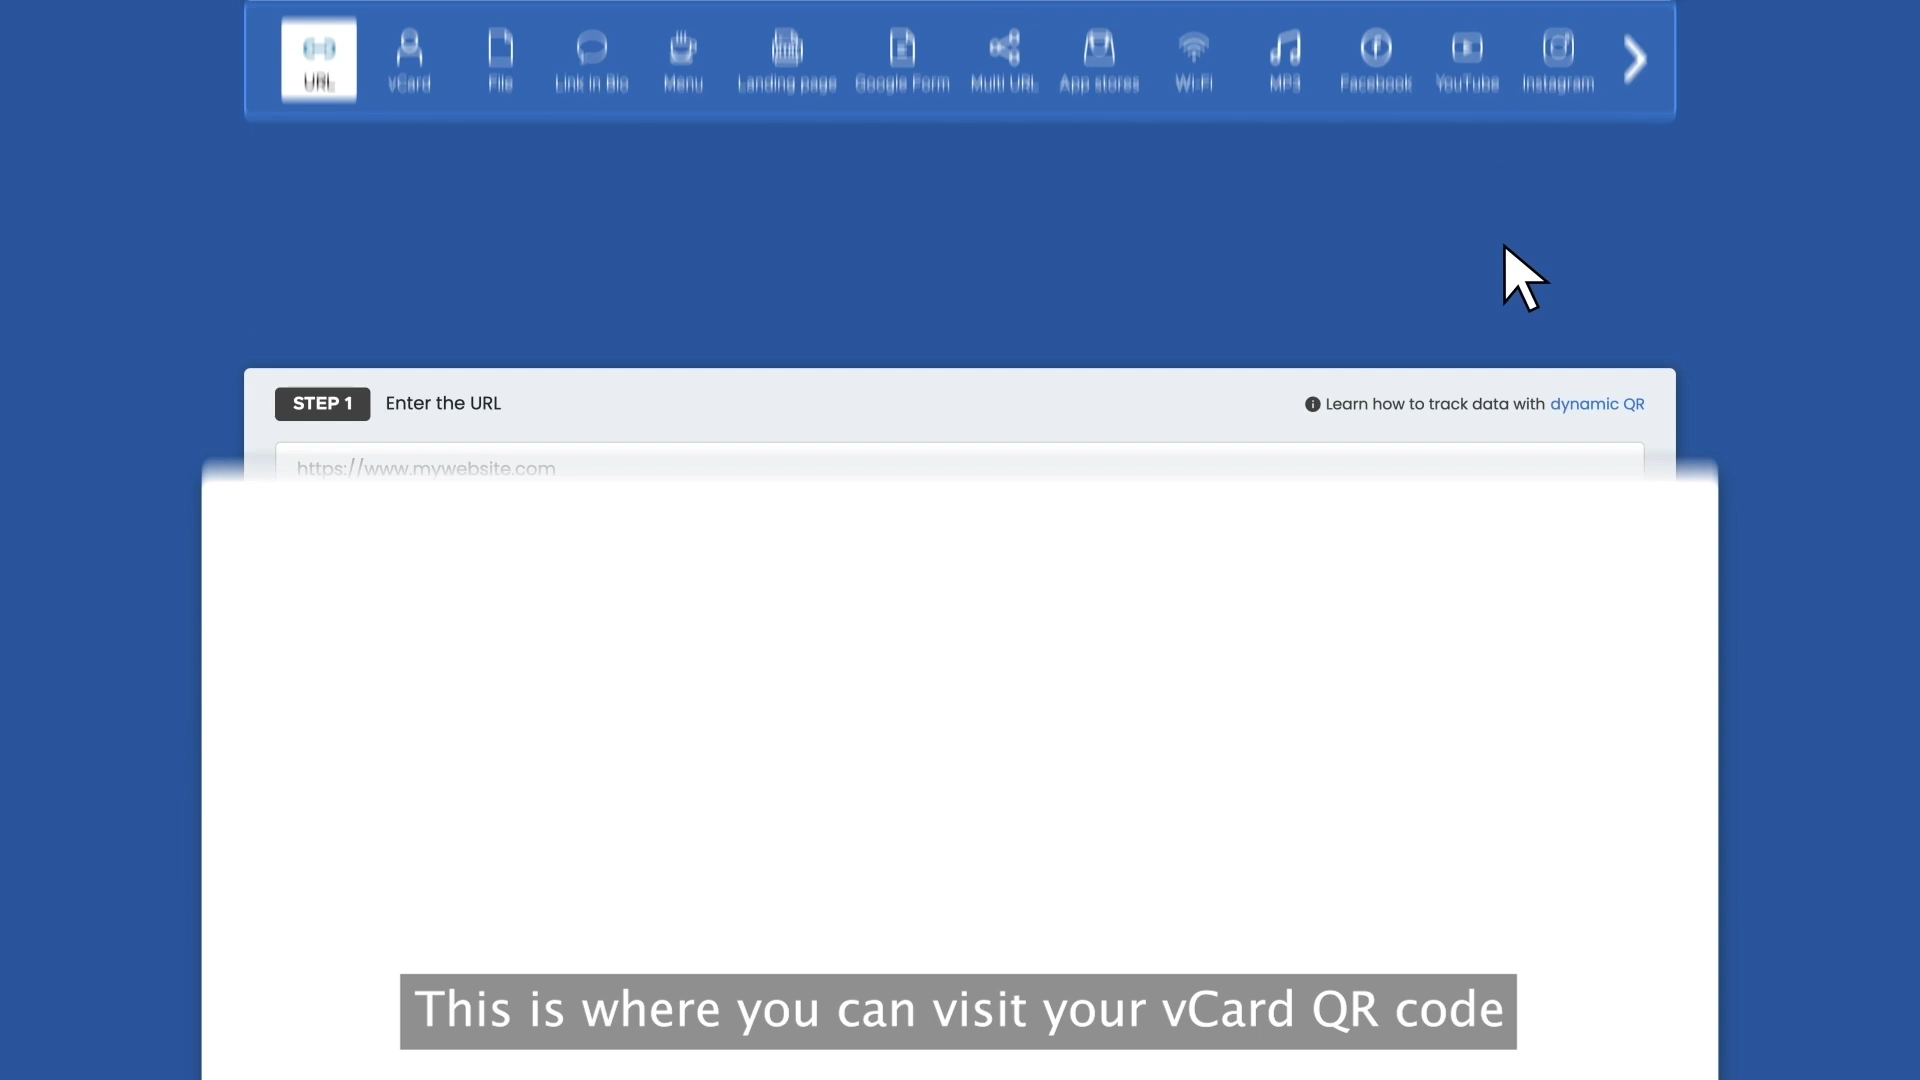 URL vCard File Link in Bio Menu Landing page Google Form Multi URL App stores Wi-Fi MP3 Facebook YouTube Instagram
STEP 1 Enter the URL Learn how to track data with dynamic QR
https://www.mywebsite.com
This is where you can visit your vCard QR code